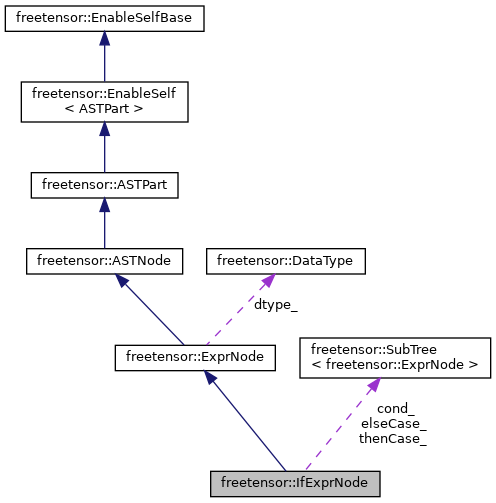 freetensor::EnableSelfBase
freetensor::EnableSelf
< ASTPart >
freetensor::ASTPart
freetensor::ASTNode
freetensor::DataType
dtype_
freetensor::ExprNode
freetensor::SubTree
< freetensor::ExprNode >
cond_
elseCase_
thenCase_
freetensor::IfExprNode